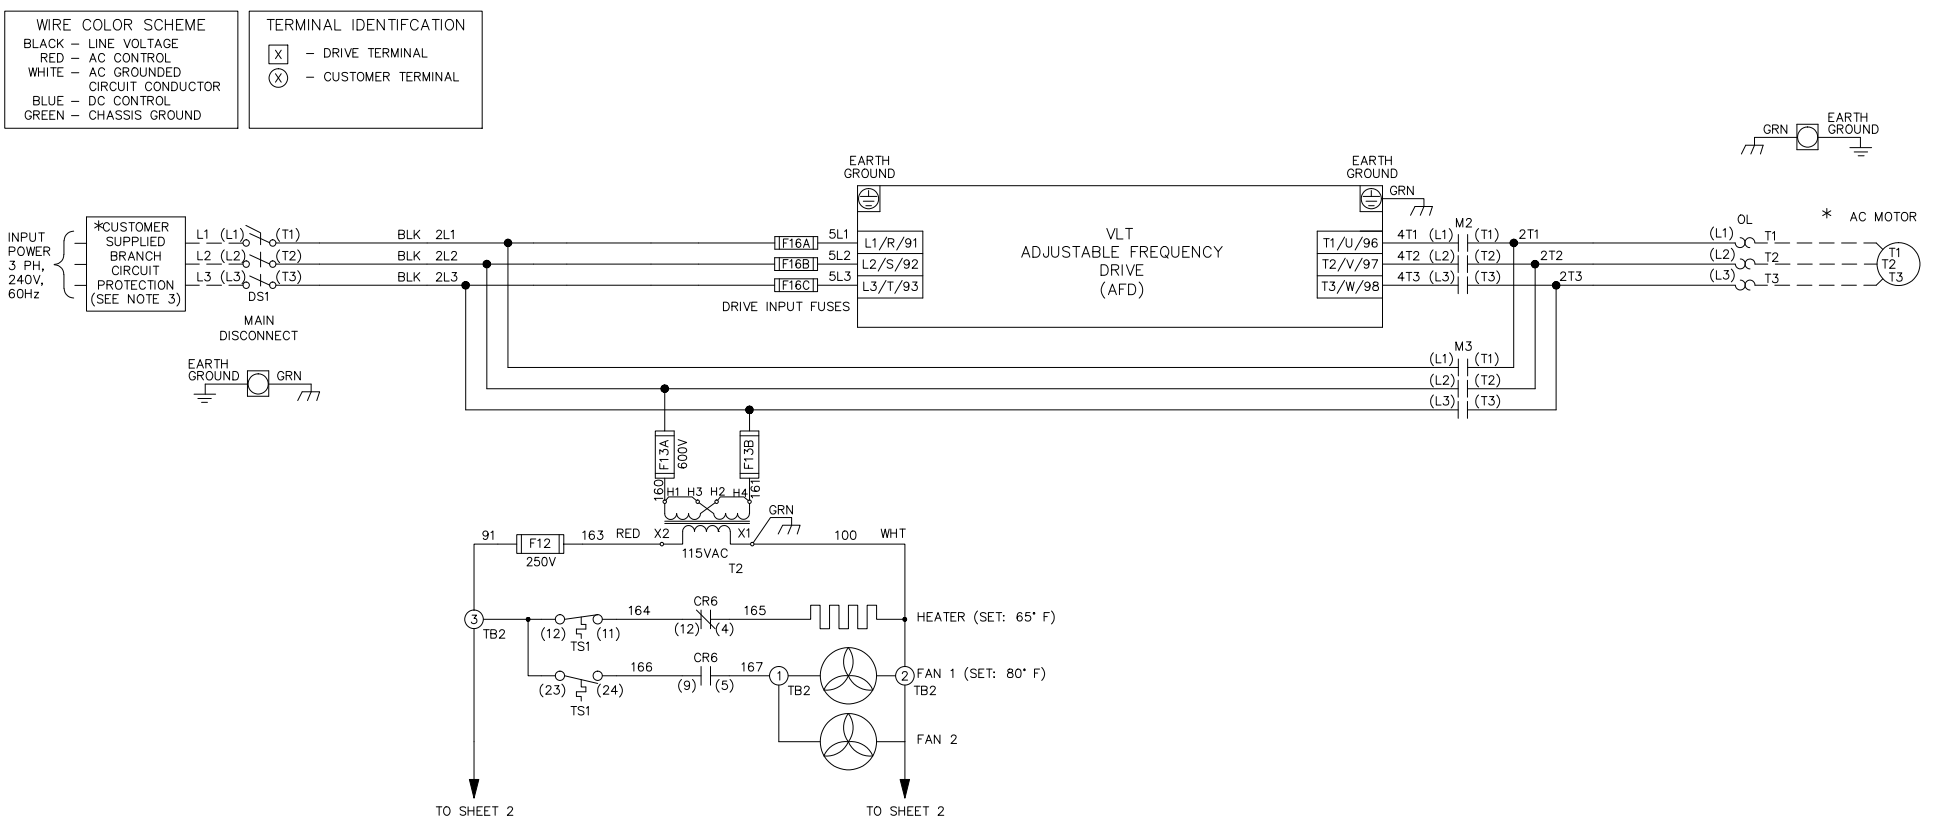 WIRE COLOR SCHEME
BLACK – LINE VOLTAGE
RED – AC CONTROL
WHITE – AC GROUNDED
CIRCUIT CONDUCTOR
BLUE – DC CONTROL
GREEN – CHASSIS GROUND
TERMINAL IDENTIFCATION
X – DRIVE TERMINAL
X – CUSTOMER TERMINAL
GRN
EARTH
GROUND
EARTH
GROUND
EARTH
GROUND
GRN
INPUT
POWER
3 PH,
240V,
60Hz
*CUSTOMER
SUPPLIED
BRANCH
CIRCUIT
PROTECTION
(SEE NOTE 3)
L1 (L1) (T1)
L2 (L2) (T2)
L3 (L3) (T3)
DS1
MAIN
DISCONNECT
BLK 2L1
BLK 2L2
BLK 2L3
F16A 5L1
F16B 5L2
F16C 5L3
DRIVE INPUT FUSES
L1/R/91
L2/S/92
L3/T/93
VLT
ADJUSTABLE FREQUENCY
DRIVE
(AFD)
T1/U/96
T2/V/97
T3/W/98
M2
4T1 (L1) (T1) 2T1
4T2 (L2) (T2) 2T2
4T3 (L3) (T3) 2T3
OL
(L1) T1
(L2) T2
(L3) T3
* AC MOTOR
T1
T2
T3
M3
(L1) (T1)
(L2) (T2)
(L3) (T3)
EARTH
GROUND
GRN
F13A
600V
F13B
160
161
H1 H3 H2 H4
GRN
91 F12 163 RED X2 X1 100 WHT
250V
115VAC
T2
3
TB2
164 CR6 165
(12) (11) (12) (4)
TS1
HEATER (SET: 65° F)
166 CR6 167
(23) (24) (9) (5)
TS1
1
TB2
2
TB2
FAN 1 (SET: 80° F)
FAN 2
TO SHEET 2
TO SHEET 2